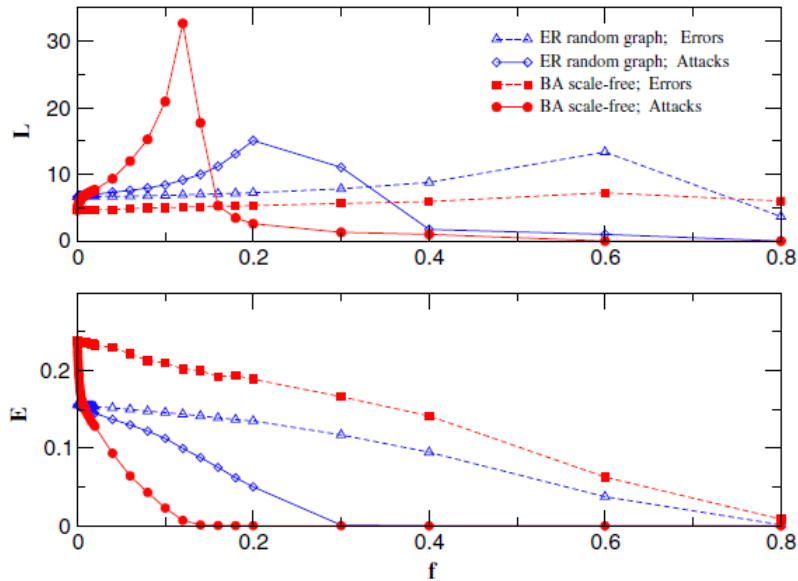 30
20
10
0
L
ER random graph; Errors
ER random graph; Attacks
BA scale-free; Errors
BA scale-free; Attacks
0 0.2 0.4 0.6 0.8
0.2
0.1
0
E
0 0.2 0.4 0.6 0.8
f